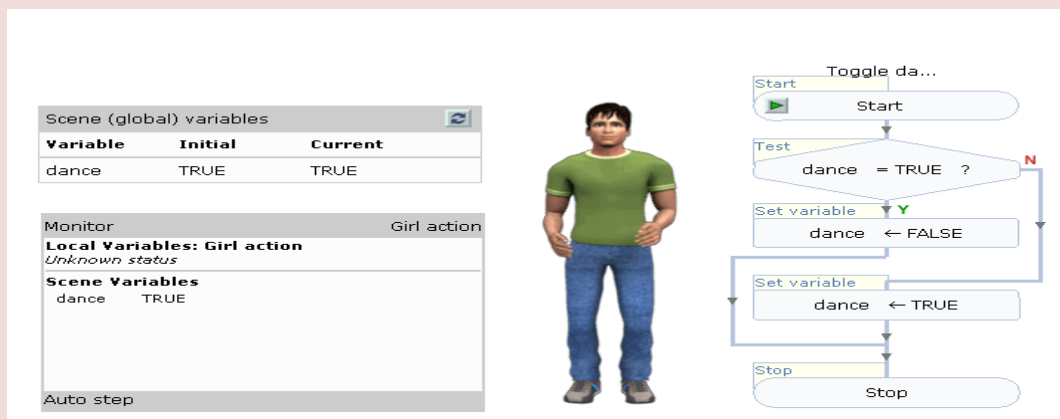 Scene (global) variables
Variable Initial Current
dance TRUE TRUE
Monitor Girl action
Local Variables: Girl action
Unknown status
Scene Variables
dance TRUE
Auto step
Toggle da...
Start
Start
Test
dance = TRUE ?
N
Y
Set variable
dance ← FALSE
Set variable
dance ← TRUE
Stop
Stop